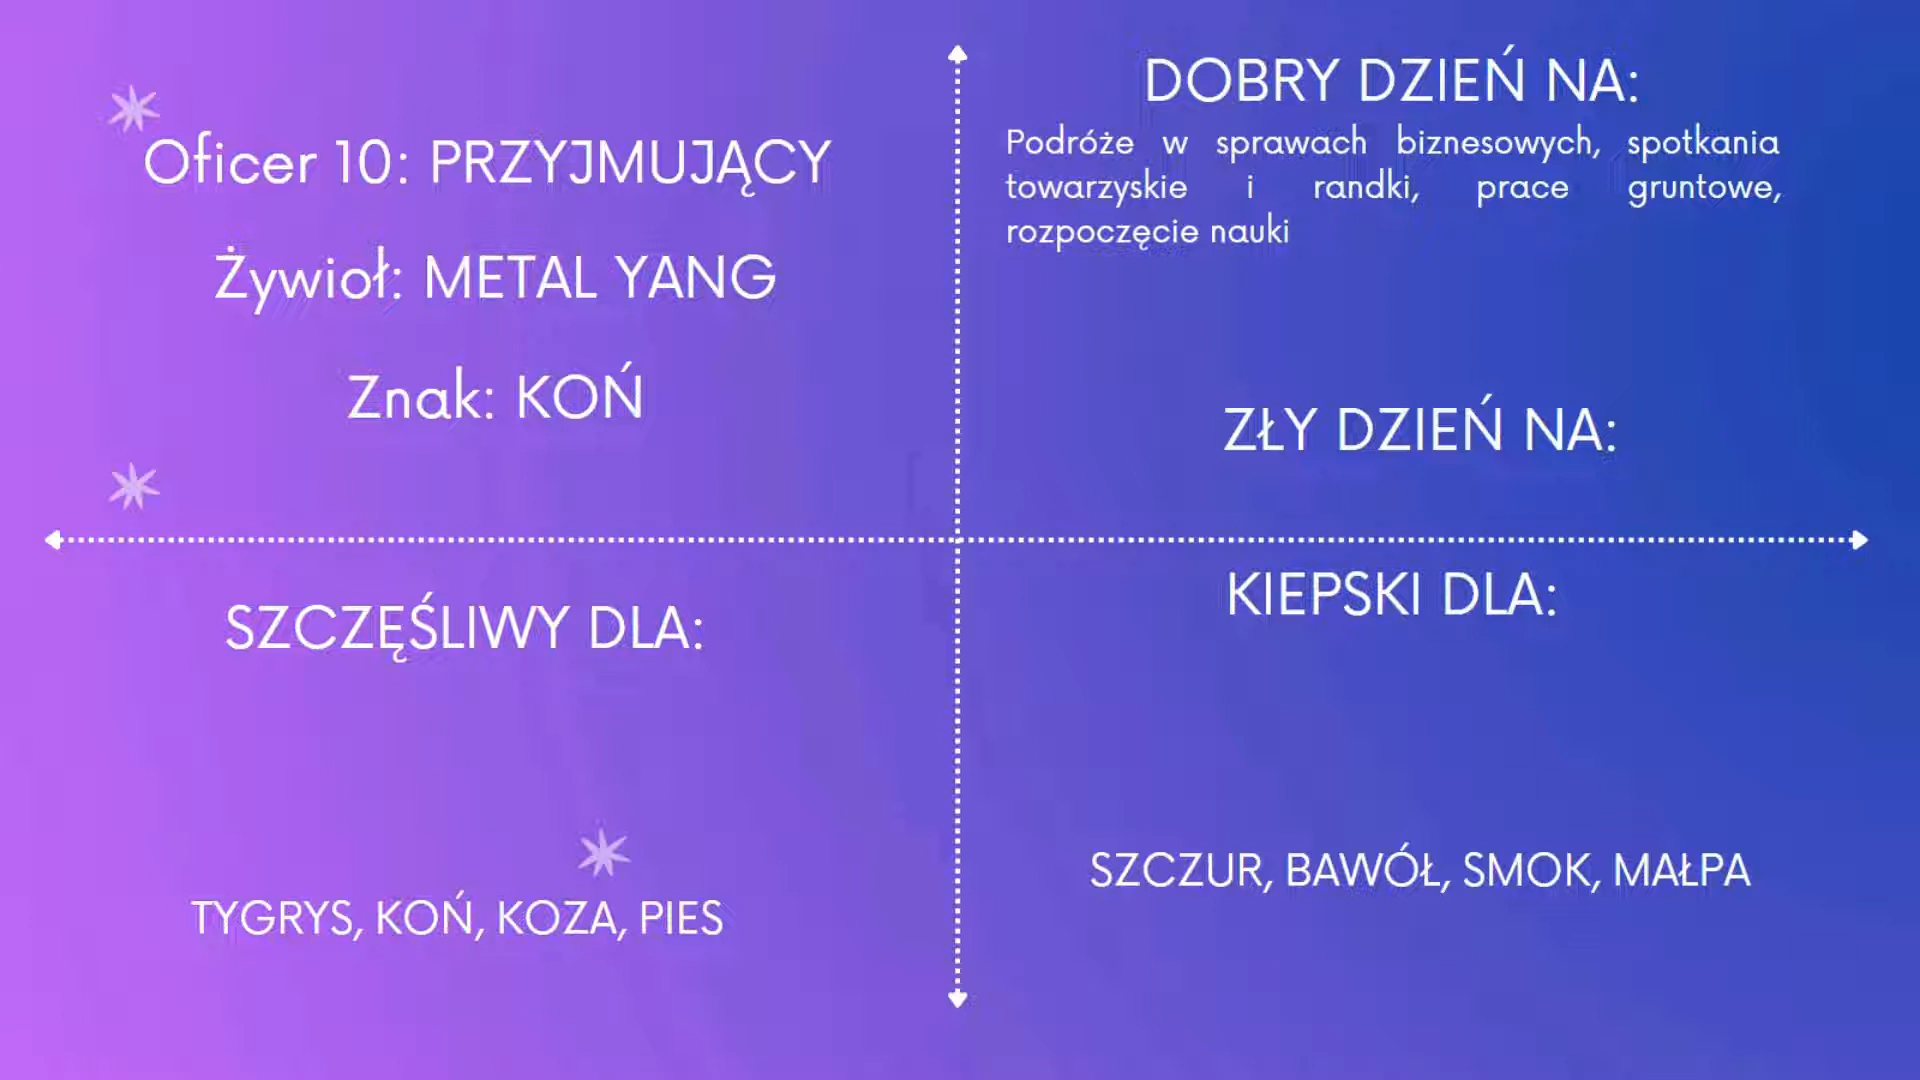 Oficer 10: PRZYJMUJĄCY
Żywioł: METAL YANG
Znak: KOŃ
DOBRY DZIEŃ NA:
Podróże w sprawach biznesowych, spotkania
towarzyskie i randki, prace gruntowe,
rozpoczęcie nauki
ZŁY DZIEŃ NA:
SZCZĘŚLIWY DLA:
TYGRYS, KOŃ, KOZA, PIES
KIEPSKI DLA:
SZCZUR, BAWÓŁ, SMOK, MAŁPA